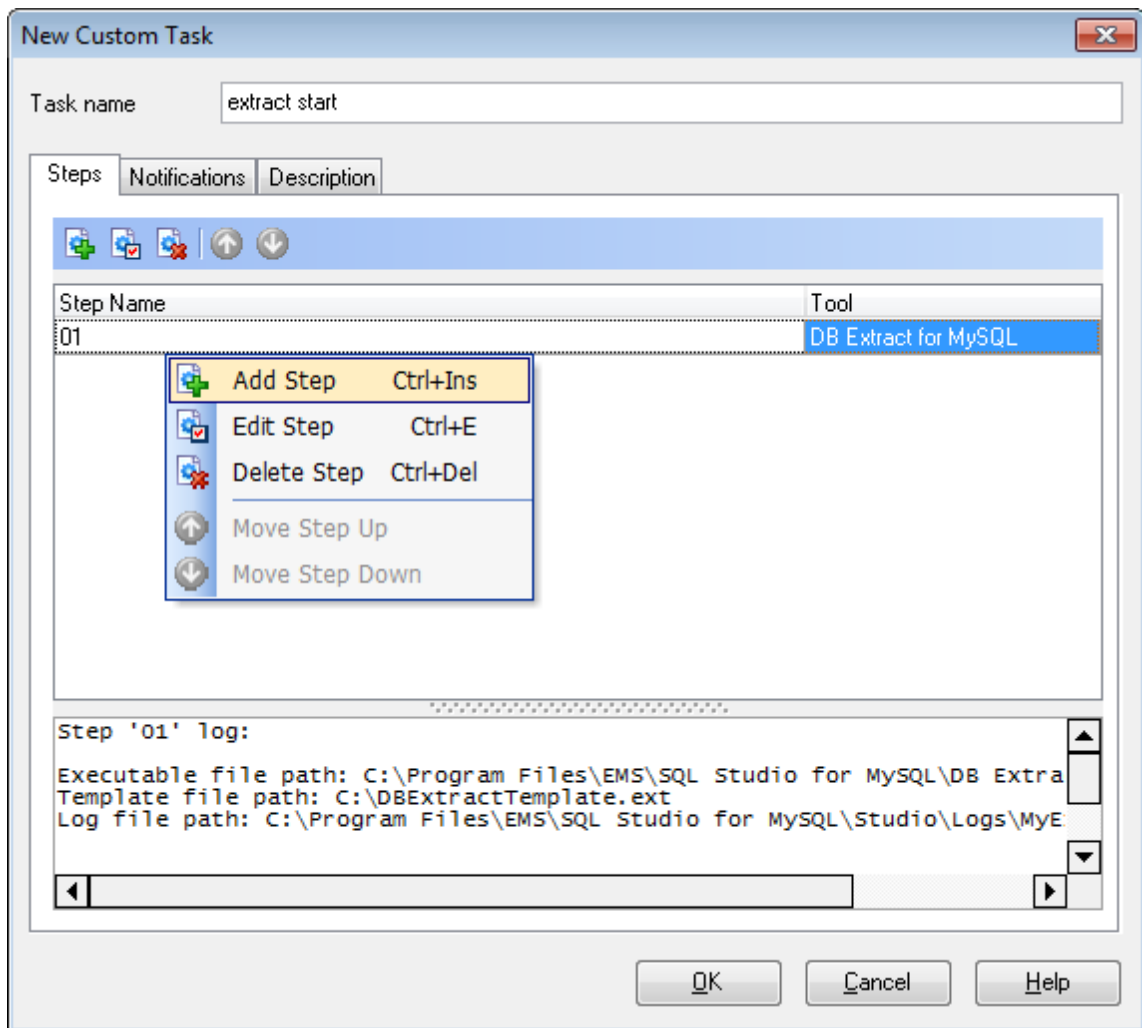 New Custom Task
Task name extract start
Steps Notifications Description
Step Name Tool
01 DB Extract for MySQL
Add Step Ctrl+Ins
Edit Step Ctrl+E
Delete Step Ctrl+Del
Move Step Up
Move Step Down
Step '01' log:
Executable file path: C:\Program Files\EMS\SQL Studio for MySQL\DB Extra
Template file path: C:\DBExtractTemplate.ext
Log file path: C:\Program Files\EMS\SQL Studio for MySQL\Studio\Logs\MyE
OK Cancel Help